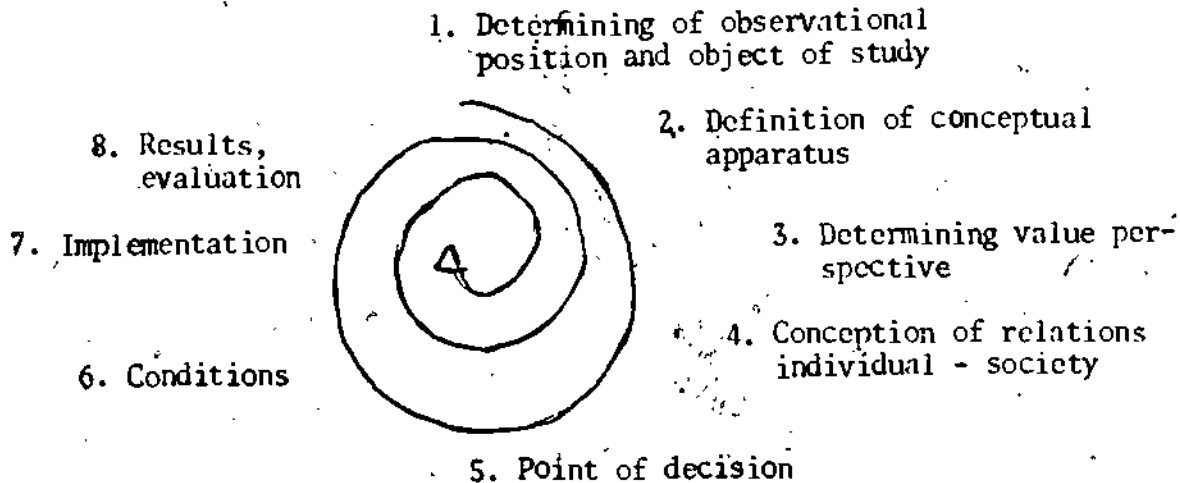 1. Determining of observational
position and object of study
2. Definition of conceptual
apparatus
3. Determining value per-
spective
4. Conception of relations
individual - society
5. Point of decision
6. Conditions
7. Implementation
8. Results,
evaluation